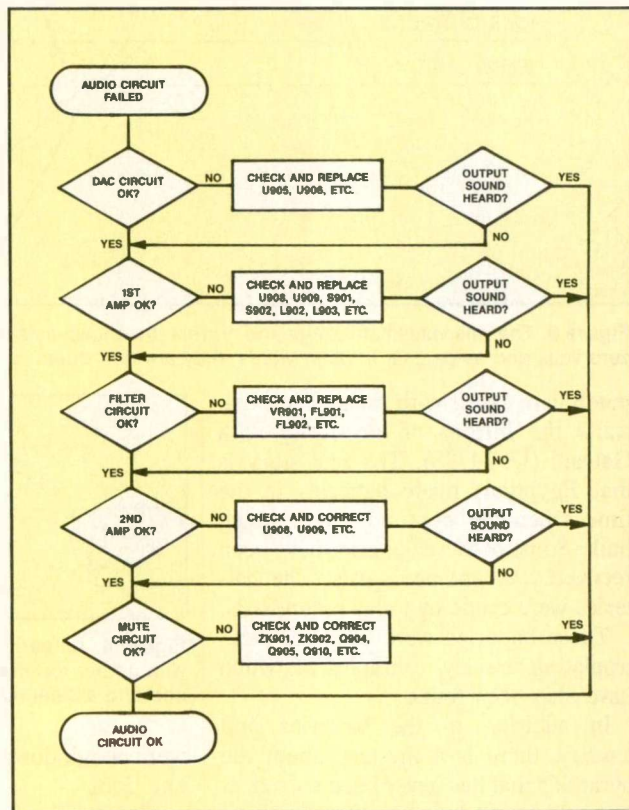 AUDIO CIRCUIT
FAILED
DAC CIRCUIT
OK?
NO
CHECK AND REPLACE
U905, U906, ETC.
OUTPUT
SOUND
HEARD?
YES
YES
NO
1ST
AMP OK?
NO
CHECK AND REPLACE
U908, U909, S901,
S902, L902, L903, ETC.
OUTPUT
SOUND
HEARD?
YES
YES
NO
FILTER
CIRCUIT
OK?
NO
CHECK AND REPLACE
VR901, FL901,
FL902, ETC.
OUTPUT
SOUND
HEARD?
YES
YES
NO
2ND
AMP OK?
NO
CHECK AND CORRECT
U908, U909, ETC.
OUTPUT
SOUND
HEARD?
YES
YES
NO
MUTE
CIRCUIT
OK?
NO
CHECK AND CORRECT
ZK901, ZK902, Q904,
Q905, Q910, ETC.
YES
YES
AUDIO
CIRCUIT OK